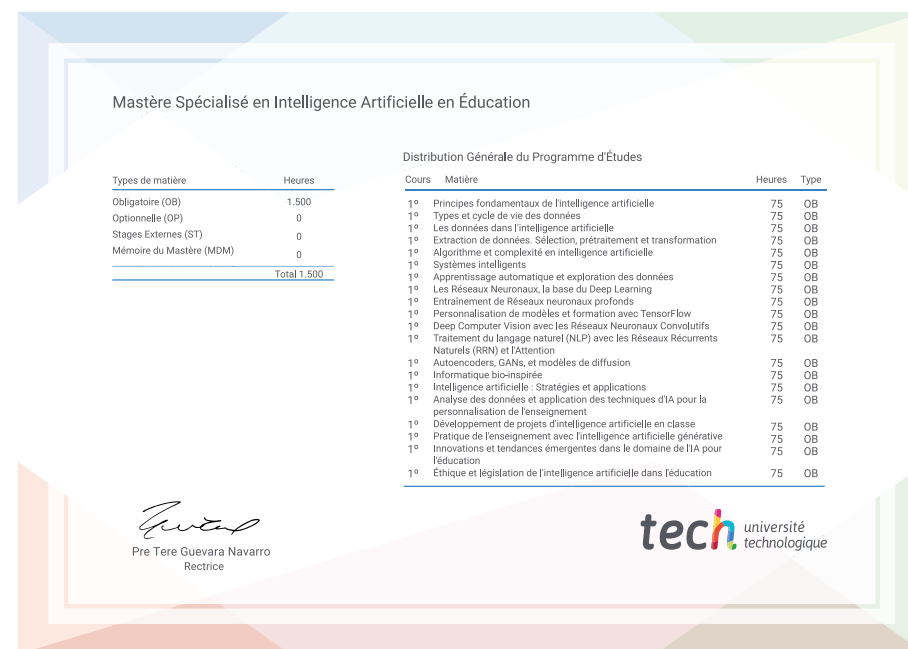 Mastère Spécialisé en Intelligence Artificielle en Éducation
Types de matière Heures
Obligatoire (OB) 1.500
Optionnelle (OP) 0
Stages Externes (ST) 0
Mémoire du Mastère (MDM) 0
Total 1.500
Distribution Générale du Programme d'Études
Cours Matière Heures Type
1º Principes fondamentaux de l'intelligence artificielle 75 OB
1º Types et cycle de vie des données 75 OB
1º Les données dans l'intelligence artificielle 75 OB
1º Extraction de données. Sélection, prétraitement et transformation 75 OB
1º Algorithme et complexité en intelligence artificielle 75 OB
1º Systèmes intelligents 75 OB
1º Apprentissage automatique et exploration des données 75 OB
1º Les Réseaux Neuronaux, la base du Deep Learning 75 OB
1º Entraînement de Réseaux neuronaux profonds 75 OB
1º Personnalisation de modèles et formation avec TensorFlow 75 OB
1º Deep Computer Vision avec les Réseaux Neuronaux Convolutifs 75 OB
1º Traitement du langage naturel (NLP) avec les Réseaux Récurrents 75 OB
Naturels (RRN) et l'Attention
1º Autoencoders, GANs, et modèles de diffusion 75 OB
1º Informatique bio-inspirée 75 OB
1º Intelligence artificielle : Stratégies et applications 75 OB
1º Analyse des données et application des techniques d'IA pour la 75 OB
personnalisation de l'enseignement
1º Développement de projets d'intelligence artificielle en classe 75 OB
1º Pratique de l'enseignement avec l'intelligence artificielle générative 75 OB
1º Innovations et tendances émergentes dans le domaine de l'IA pour 75 OB
l'éducation
1º Éthique et législation de l'intelligence artificielle dans l'éducation 75 OB
Pre Tere Guevara Navarro
Rectrice
tech université
technologique